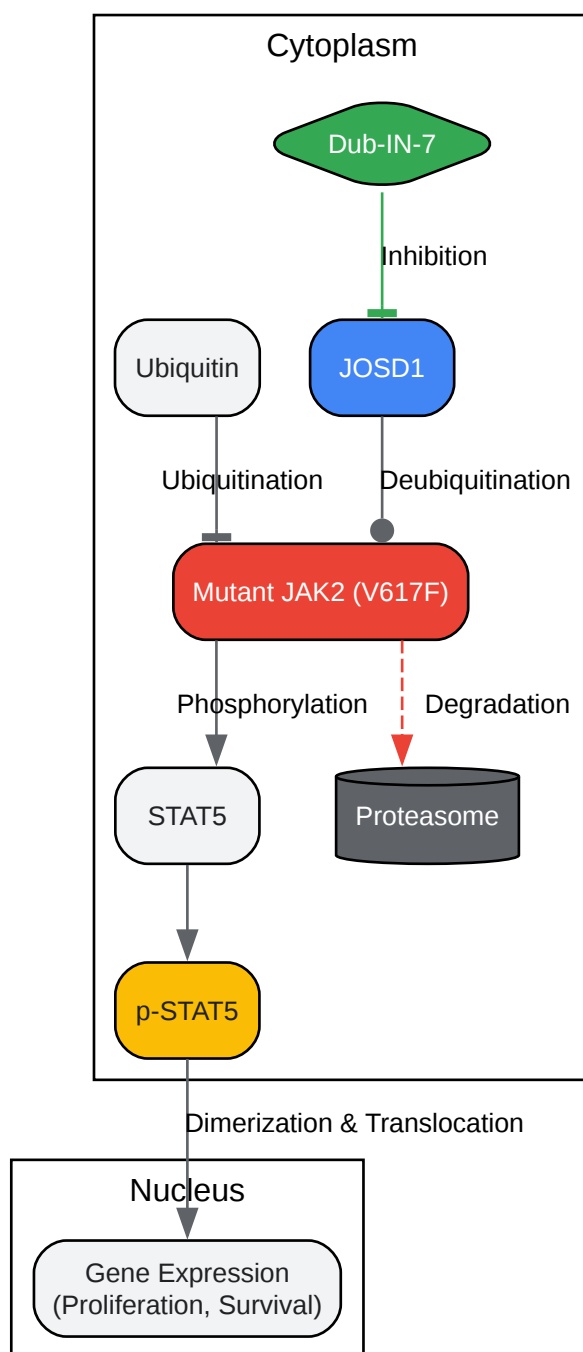 Cytoplasm
Dub-IN-7
Inhibition
Ubiquitin
JOSD1
Ubiquitination
Deubiquitination
Mutant JAK2 (V617F)
Phosphorylation
Degradation
STAT5
Proteasome
p-STAT5
Dimerization & Translocation
Nucleus
Gene Expression
(Proliferation, Survival)